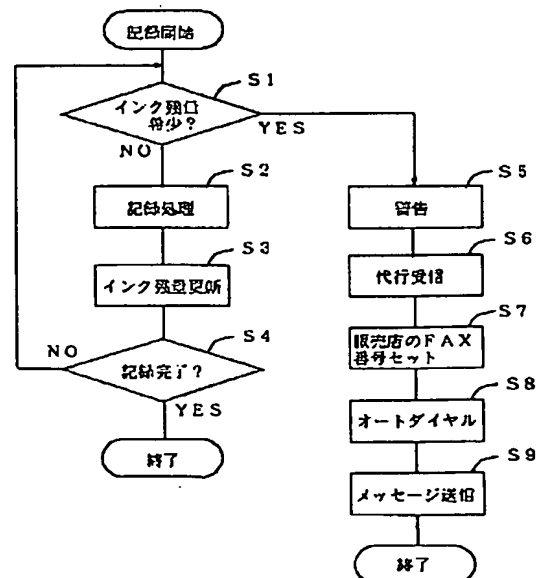 記録開始
S1
インク残量
希少?
YES
NO
S2
記録処理
S3
インク残量更新
S4
記録完了?
NO
YES
終了
S5
警告
S6
代行受信
S7
販売店のFAX
番号セット
S8
オートダイヤル
S9
メッセージ送信
終了